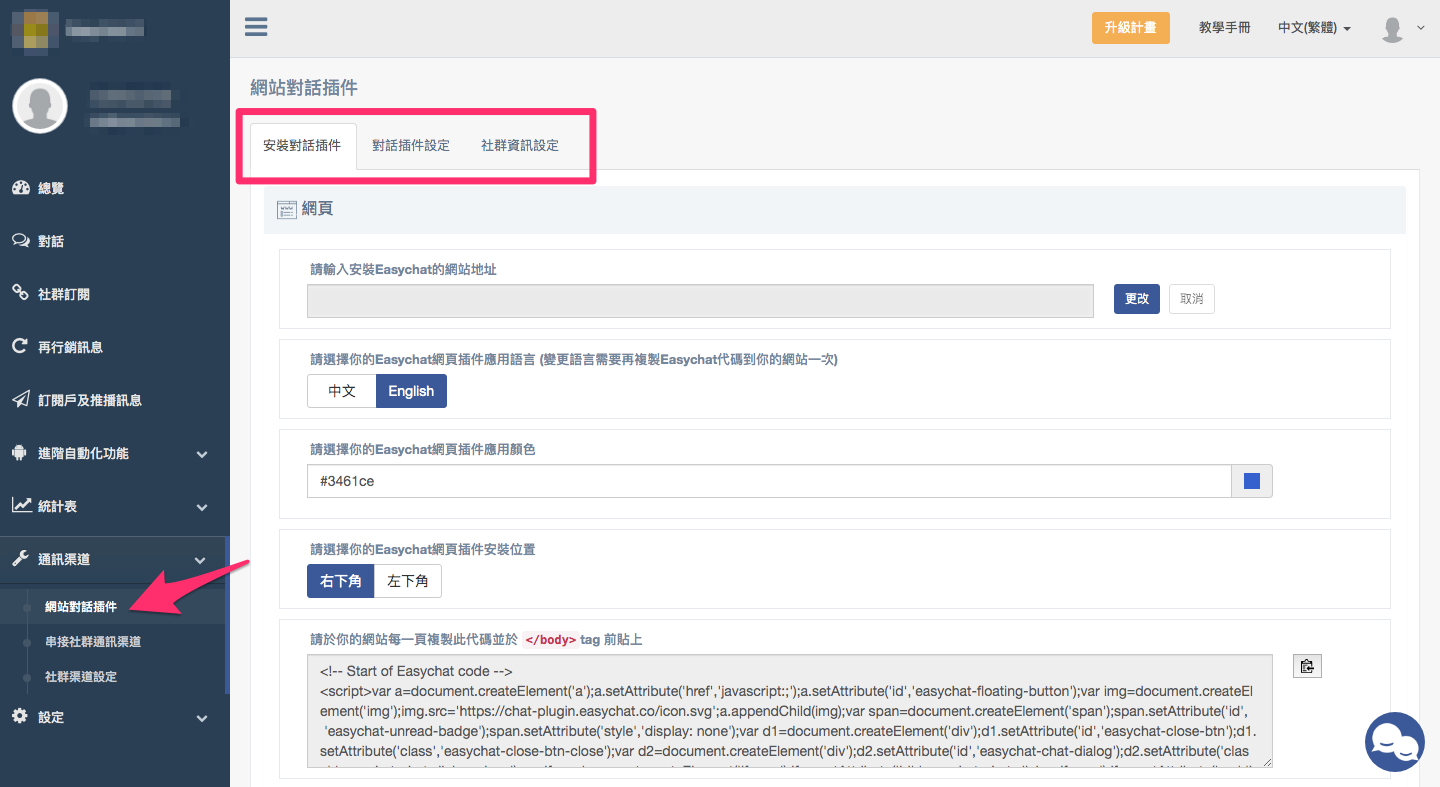 升級計畫
教學手冊
中文(繁體)
總覽
對話
社群訂閱
再行銷訊息
訂閱戶及推播訊息
進階自動化功能
統計表
通訊渠道
網站對話插件
串接社群通訊渠道
社群渠道設定
設定
網站對話插件
安裝對話插件
對話插件設定
社群資訊設定
網頁
請輸入安裝Easychat的網站地址
更改
取消
請選擇你的Easychat網頁插件應用語言 (變更語言需要再複製Easychat代碼到你的網站一次)
中文
English
請選擇你的Easychat網頁插件應用顏色
#3461ce
請選擇你的Easychat網頁插件安裝位置
右下角
左下角
請於你的網站每一頁複製此代碼並於 </body> tag 前貼上
<!-- Start of Easychat code -->
<script>var a=document.createElement('a');a.setAttribute('href','javascript:;');a.setAttribute('id','easychat-floating-button');var img=document.createEl
ement('img');img.src='https://chat-plugin.easychat.co/icon.svg';a.appendChild(img);var span=document.createElement('span');span.setAttribute('id',
'easychat-unread-badge');span.setAttribute('style','display: none');var d1=document.createElement('div');d1.setAttribute('id','easychat-close-btn');d1.
setAttribute('class','easychat-close-btn-close');var d2=document.createElement('div');d2.setAttribute('id','easychat-chat-dialog');d2.setAttribute('clas